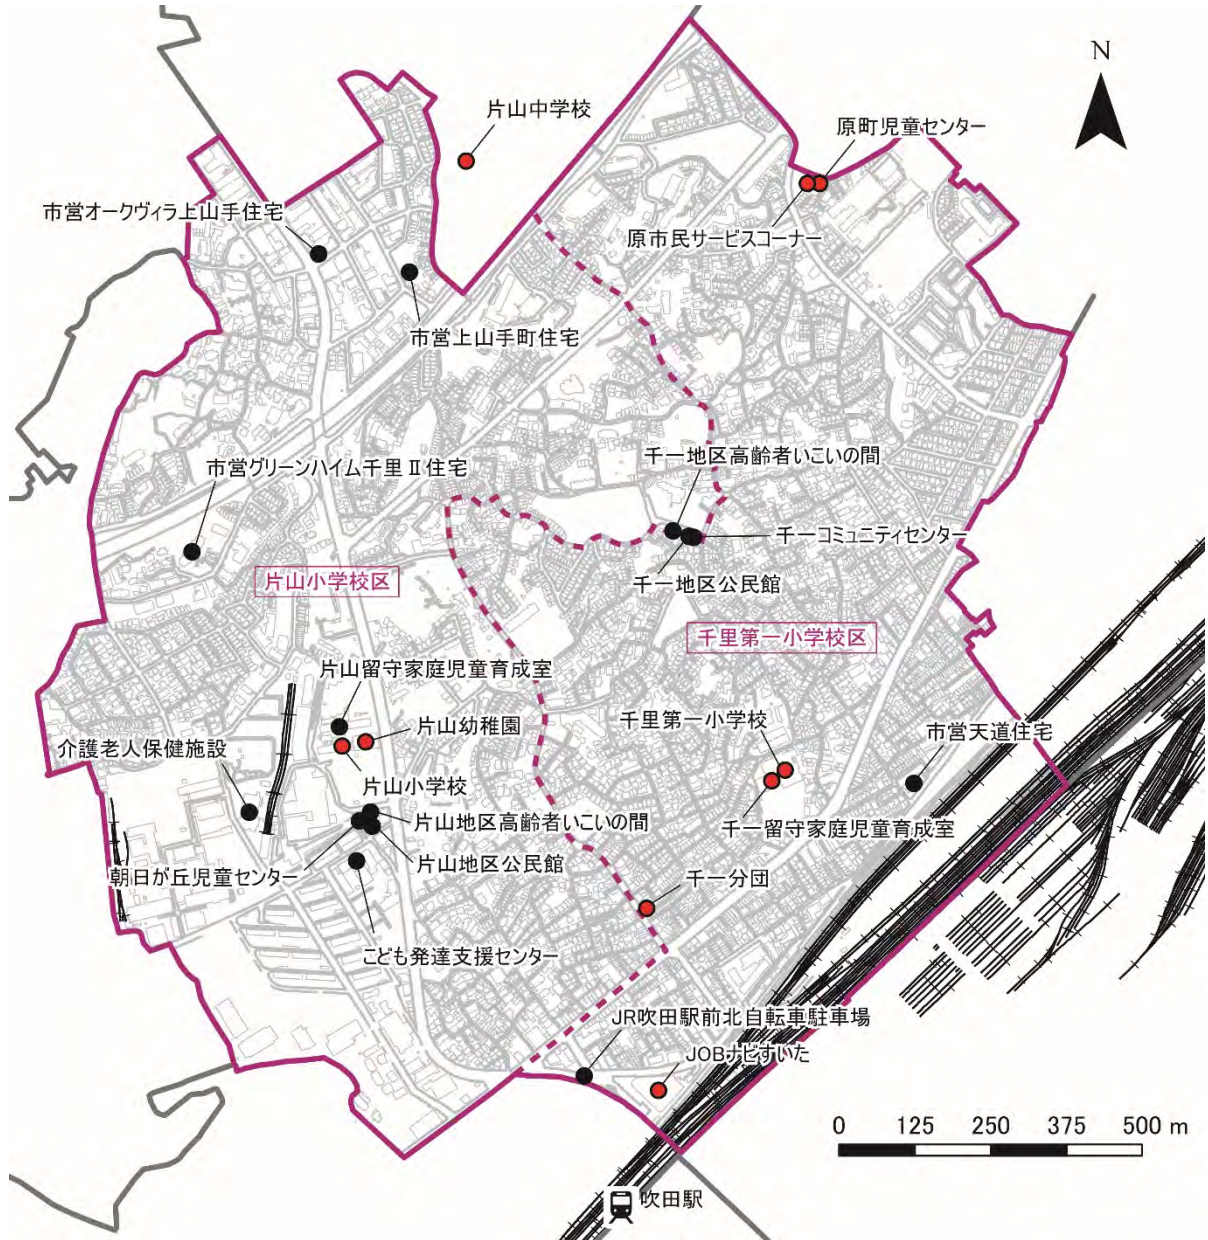 N
片山中学校
原町児童センター
市営オークヴィラ上山手住宅
原市民サービスコーナー
市営上山手町住宅
千一地区高齢者いこいの間
市営グリーンハイム千里Ⅱ住宅
千一コミュニティセンター
片山小学校区
千一地区公民館
千里第一小学校区
片山留守家庭児童育成室
千里第一小学校
片山幼稚園
市営天道住宅
介護老人保健施設
片山小学校
片山地区高齢者いこいの間
千一留守家庭児童育成室
片山地区公民館
朝日が丘児童センター
千一分団
こども発達支援センター
JR吹田駅前北自転車駐車場
JOBナビすいた
0 125 250 375 500 m
吹田駅